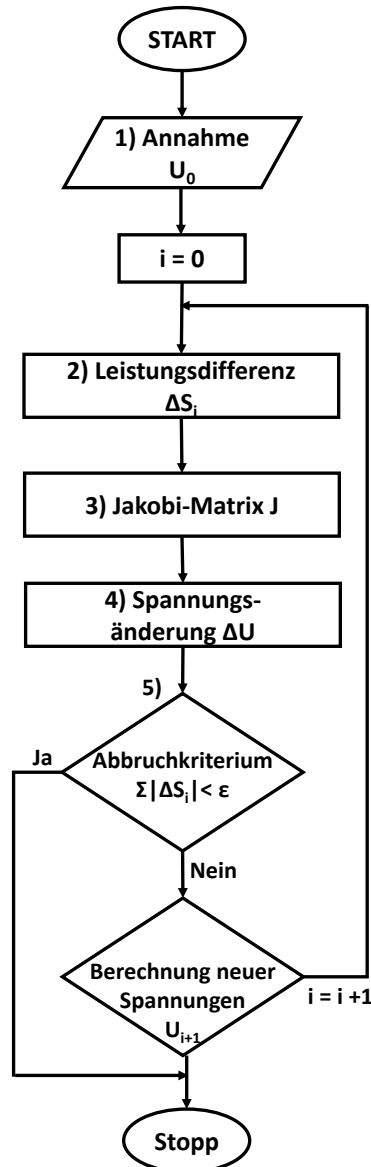 START
1) Annahme
U₀
i = 0
2) Leistungsdifferenz
ΔSᵢ
3) Jakobi-Matrix J
4) Spannungs-
änderung ΔU
5)
Ja
Abbruchkriterium
Σ|ΔSᵢ|< ε
Nein
Berechnung neuer
Spannungen
Uᵢ₊₁
i = i +1
Stopp